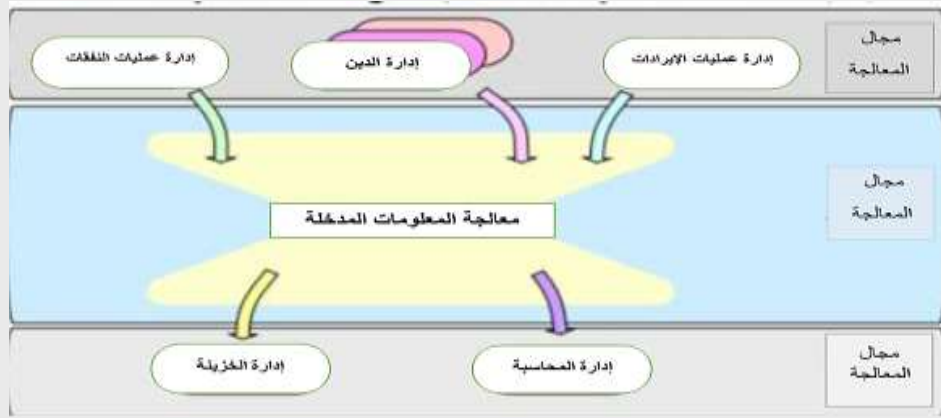 مجال
المعالجة
إدارة عمليات الإيرادات
إدارة الدين
إدارة عمليات النفقات
مجال
المعالجة
معالجة المعلومات المدخلة
مجال
المعالجة
إدارة المحاسبة
إدارة الخزينة